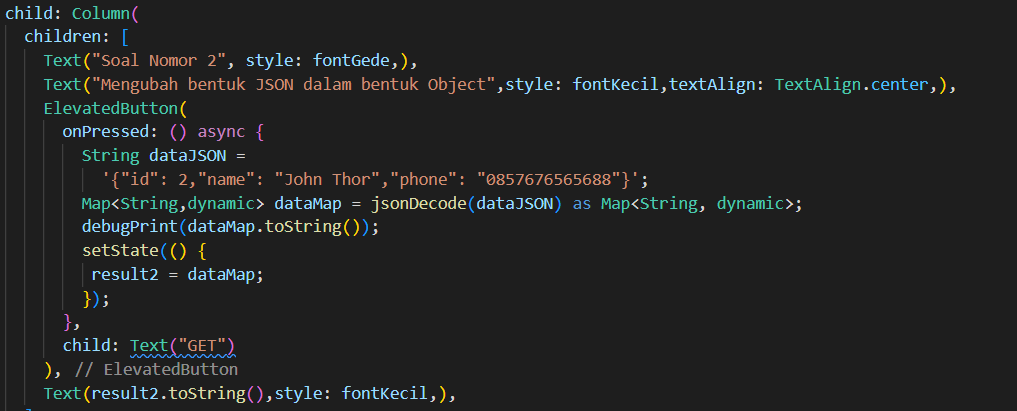 child: Column(
children: [
Text("Soal Nomor 2", style: fontGede,),
Text("Mengubah bentuk JSON dalam bentuk Object",style: fontKecil,textAlign: TextAlign.center,),
ElevatedButton(
onPressed: () async {
String dataJSON =
'{"id": 2,"name": "John Thor","phone": "0857676565688"}';
Map<String,dynamic> dataMap = jsonDecode(dataJSON) as Map<String, dynamic>;
debugPrint(dataMap.toString());
setState(() {
result2 = dataMap;
});
},
child: Text("GET")
), // ElevatedButton
Text(result2.toString(),style: fontKecil,),